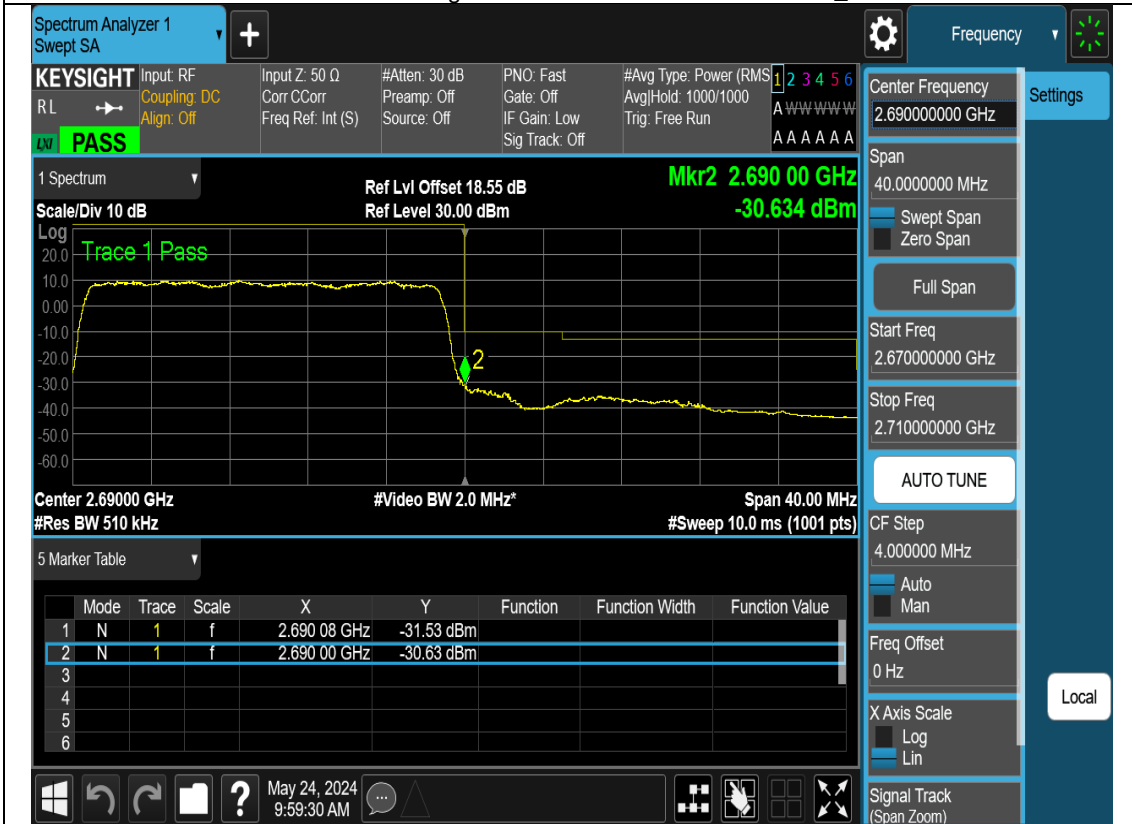 Spectrum Analyzer 1
Swept SA
Frequency
KEYSIGHT
RL
LXI PASS
Input: RF
Coupling: DC
Align: Off
Input Z: 50 Ω
Corr CCorr
Freq Ref: Int (S)
#Atten: 30 dB
Preamp: Off
Source: Off
PNO: Fast
Gate: Off
IF Gain: Low
Sig Track: Off
#Avg Type: Power (RMS
Avg|Hold: 1000/1000
Trig: Free Run
1 2 3 4 5 6
A W W W W W
A A A A A A
1 Spectrum
Scale/Div 10 dB
Ref Lvl Offset 18.55 dB
Ref Level 30.00 dBm
Mkr2 2.690 00 GHz
-30.634 dBm
Log
Trace 1 Pass
20.0
10.0
0.00
-10.0
-20.0
-30.0
-40.0
-50.0
-60.0
2
Center 2.69000 GHz
#Video BW 2.0 MHz*
Span 40.00 MHz
#Res BW 510 kHz
#Sweep 10.0 ms (1001 pts)
5 Marker Table
Mode Trace Scale X Y Function Function Width Function Value
1 N 1 f 2.690 08 GHz -31.53 dBm
2 N 1 f 2.690 00 GHz -30.63 dBm
3
4
5
6
? May 24, 2024
9:59:30 AM
Center Frequency
2.690000000 GHz
Settings
Span
40.0000000 MHz
Swept Span
Zero Span
Full Span
Start Freq
2.670000000 GHz
Stop Freq
2.710000000 GHz
AUTO TUNE
CF Step
4.000000 MHz
Auto
Man
Freq Offset
0 Hz
Local
X Axis Scale
Log
Lin
Signal Track
(Span Zoom)